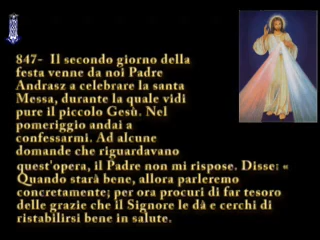 847- Il secondo giorno della
festa venne da noi Padre
Andrasz a celebrare la santa
Messa, durante la quale vidi
pure il piccolo Gesù. Nel
pomeriggio andai a
confessarmi. Ad alcune
domande che riguardavano
quest'opera, il Padre non mi rispose. Disse: «
Quando starà bene, allora parleremo
concretamente; per ora procuri di far tesoro
delle grazie che il Signore le dà e cerchi di
ristabilirsi bene in salute.